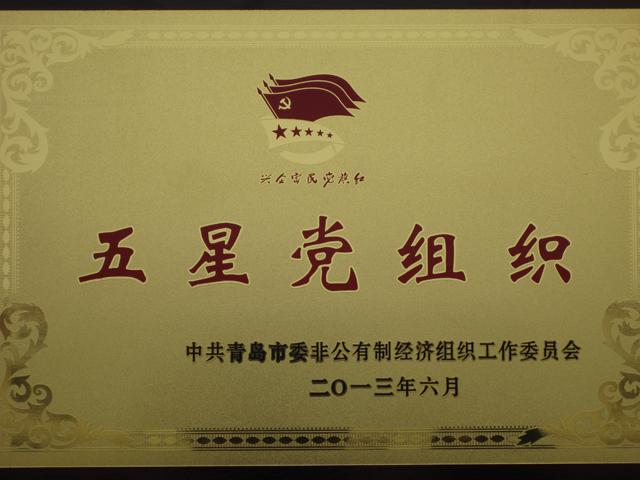 兴企富民党旗红
五星党组织
中共青岛市委非公有制经济组织工作委员会
二〇一三年六月